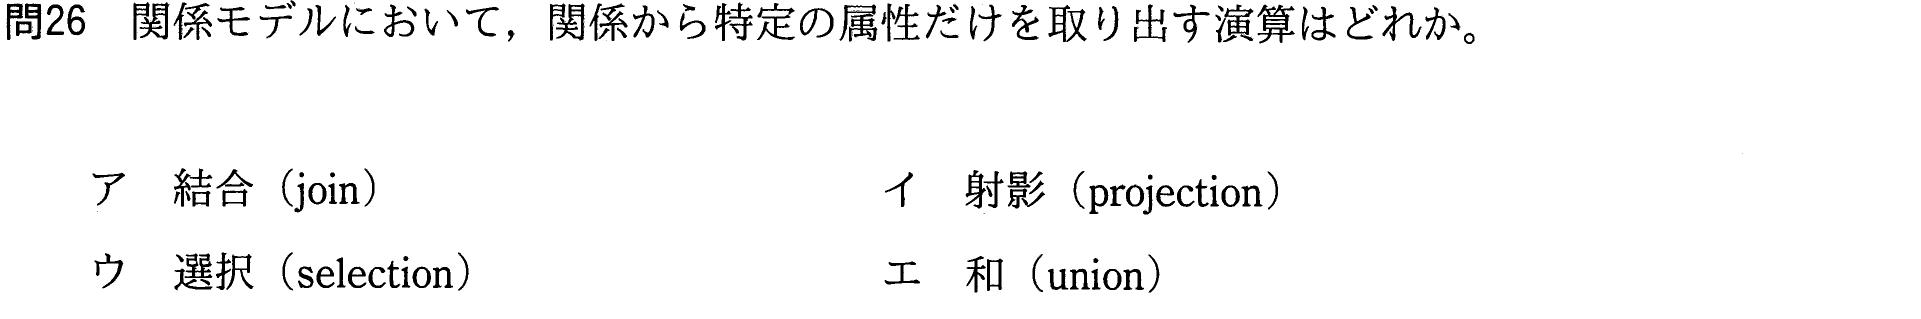 問26　関係モデルにおいて，関係から特定の属性だけを取り出す演算はどれか。
ア　結合（join）　イ　射影（projection）
ウ　選択（selection）　エ　和（union）